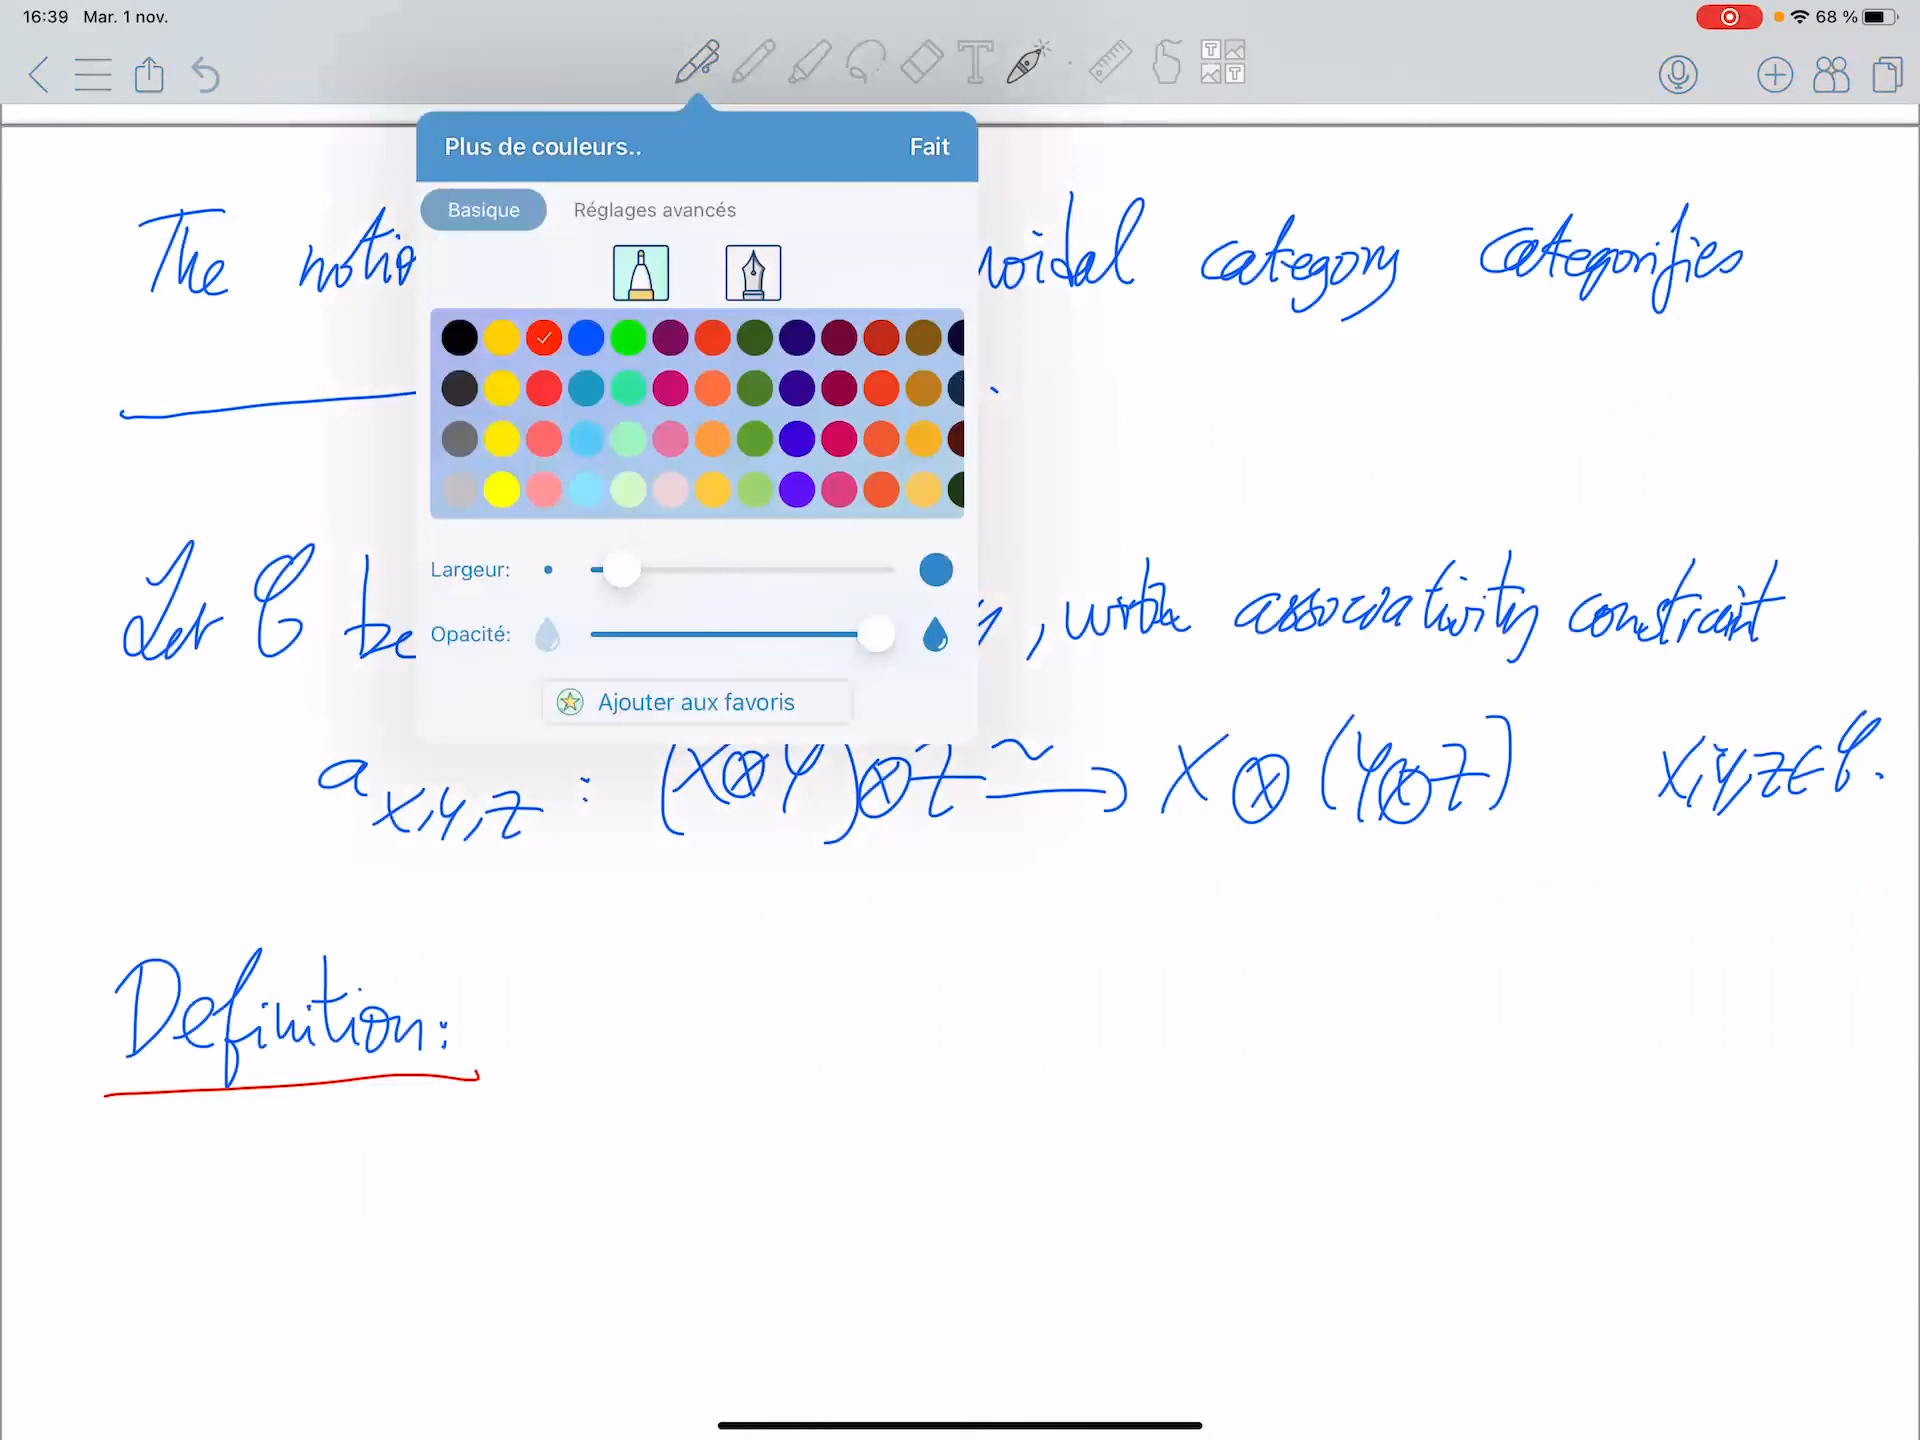 16:39 Mar. 1 nov. 68 %
Plus de couleurs.. Fait
Basique Réglages avancés
The notio noidal category categorifies
Largeur:
Let C be , with associativity constraint
Opacité:
Ajouter aux favoris
a_{X,Y,Z} : (X⊗Y)⊗Z ⥲ X⊗(Y⊗Z) X,Y,Z∈C.
Definition: